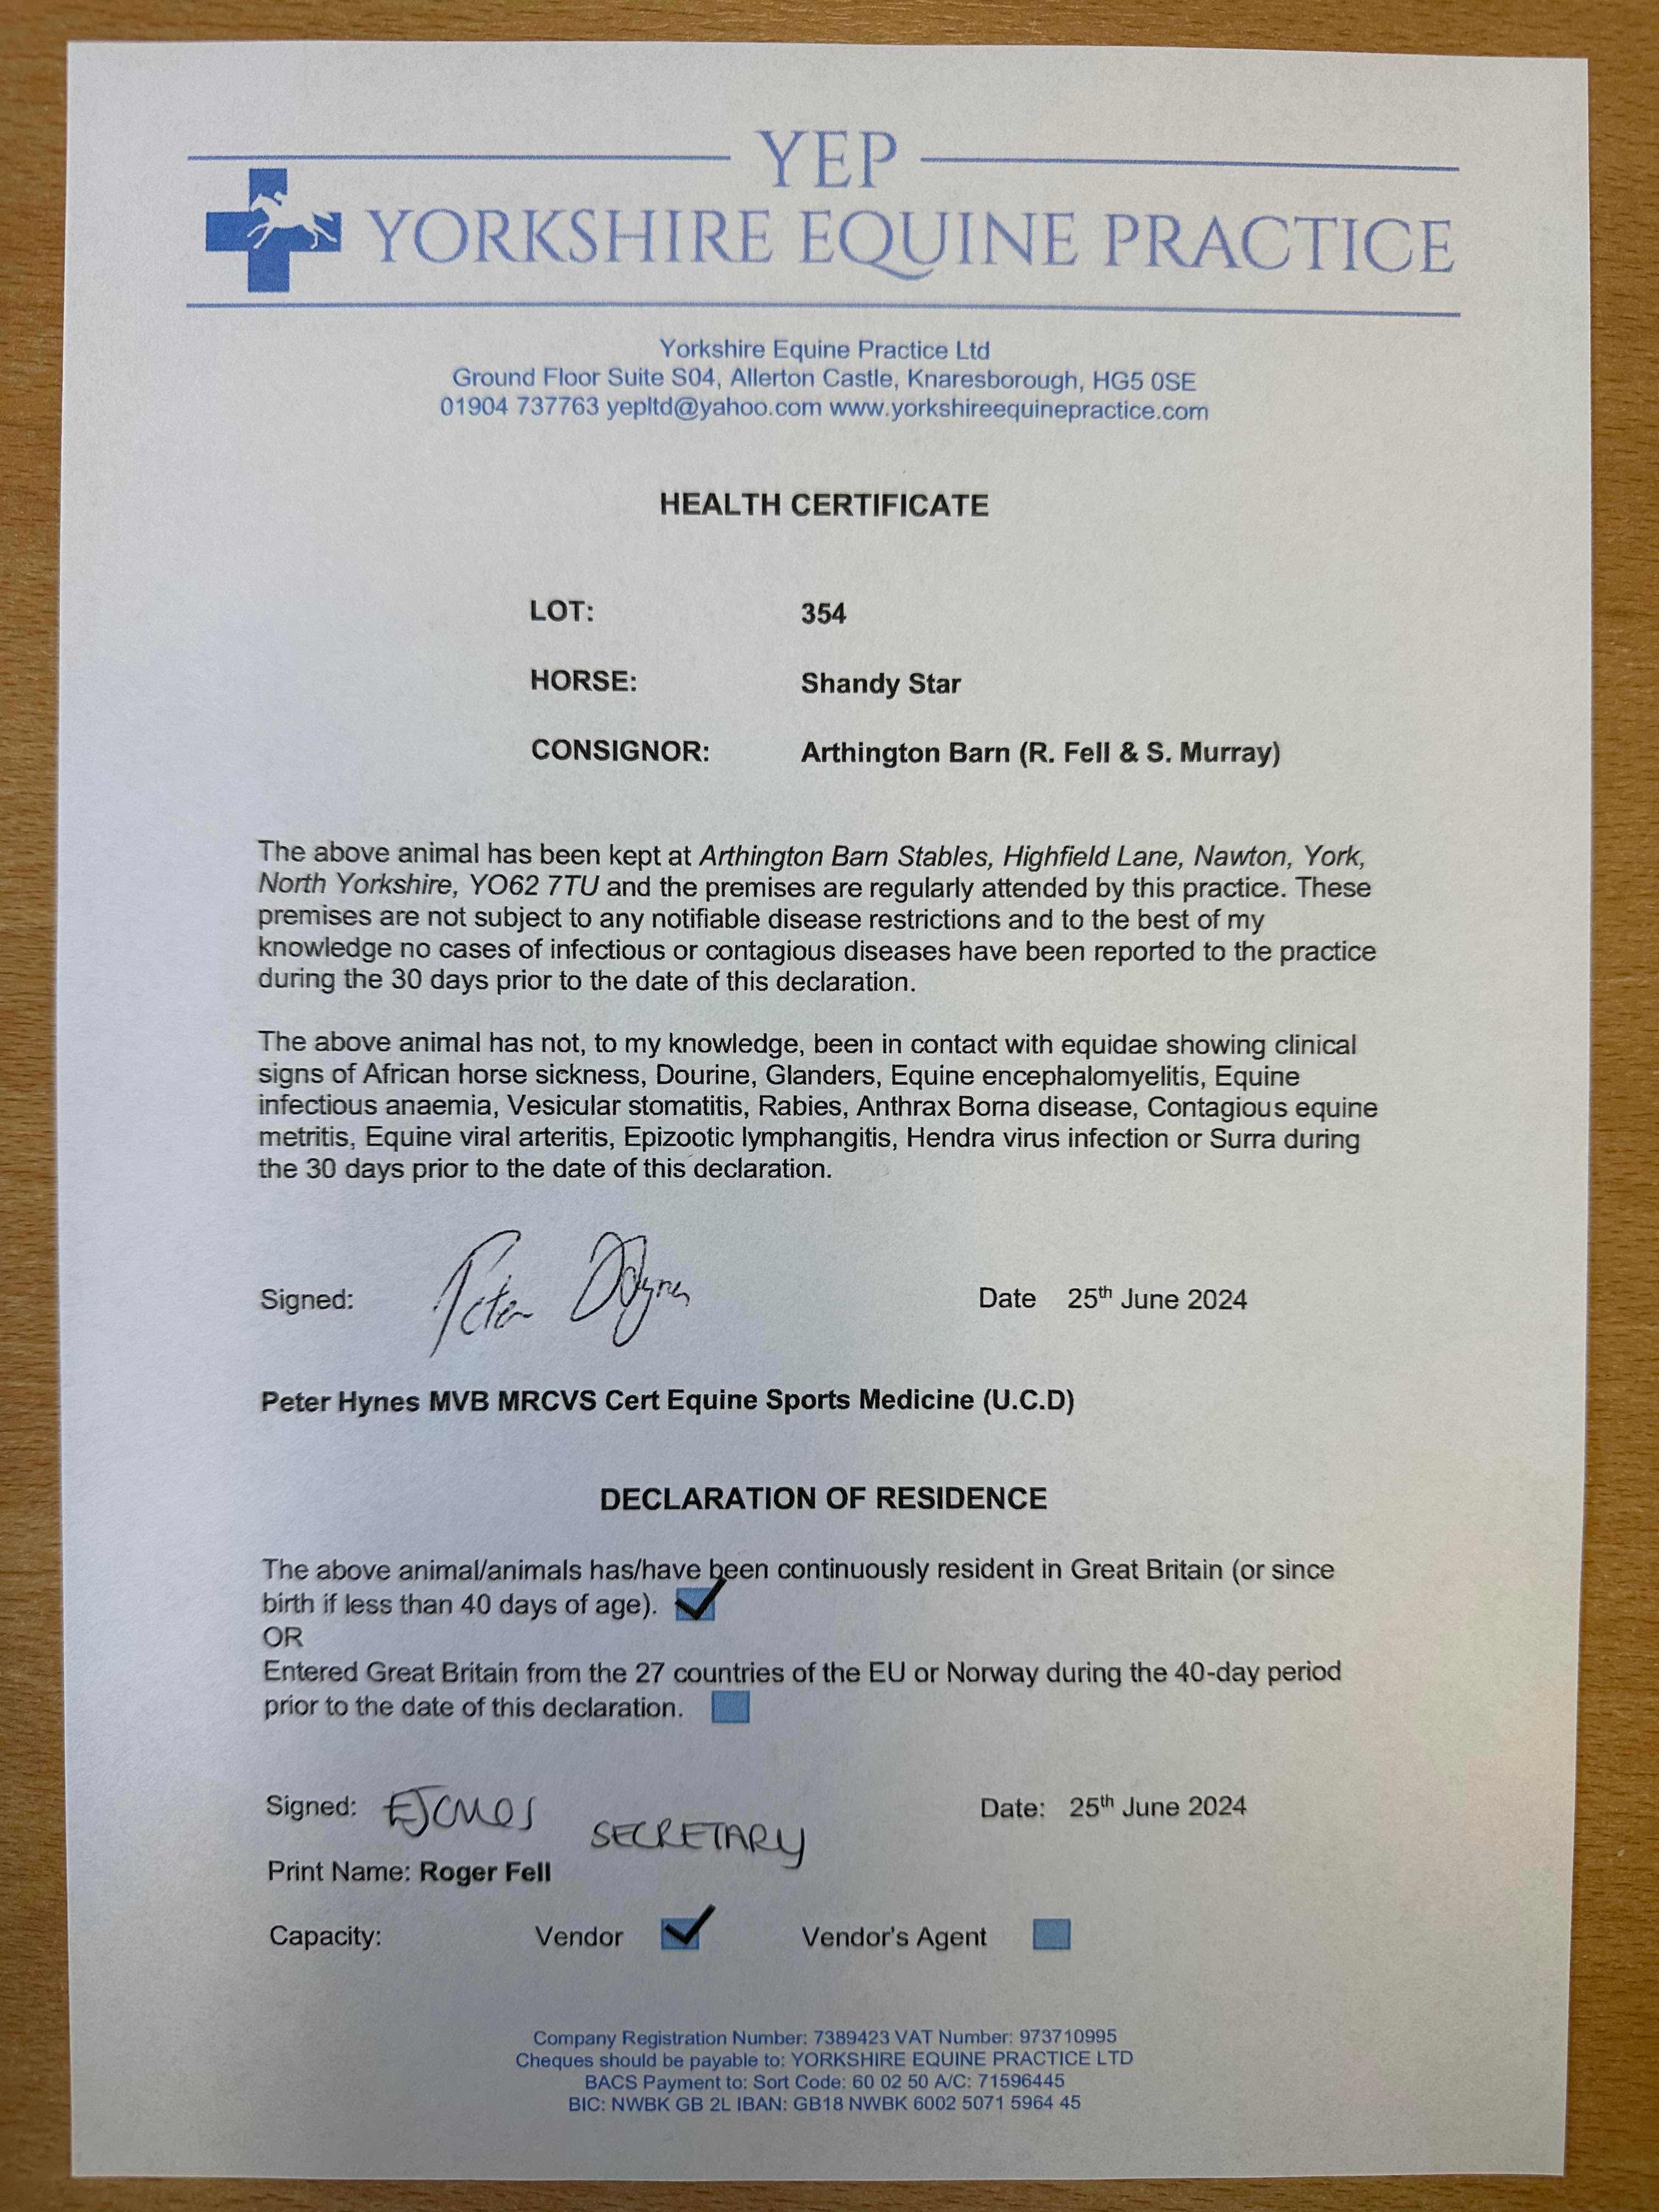 YEP
YORKSHIRE EQUINE PRACTICE
Yorkshire Equine Practice Ltd
Ground Floor Suite S04, Allerton Castle, Knaresborough, HG5 0SE
01904 737763 yepltd@yahoo.com www.yorkshireequinepractice.com
HEALTH CERTIFICATE
LOT: 354
HORSE: Shandy Star
CONSIGNOR: Arthington Barn (R. Fell & S. Murray)
The above animal has been kept at Arthington Barn Stables, Highfield Lane, Nawton, York,
North Yorkshire, YO62 7TU and the premises are regularly attended by this practice. These
premises are not subject to any notifiable disease restrictions and to the best of my
knowledge no cases of infectious or contagious diseases have been reported to the practice
during the 30 days prior to the date of this declaration.
The above animal has not, to my knowledge, been in contact with equidae showing clinical
signs of African horse sickness, Dourine, Glanders, Equine encephalomyelitis, Equine
infectious anaemia, Vesicular stomatitis, Rabies, Anthrax Borna disease, Contagious equine
metritis, Equine viral arteritis, Epizootic lymphangitis, Hendra virus infection or Surra during
the 30 days prior to the date of this declaration.
Signed: Peter Date 25th June 2024
Peter Hynes MVB MRCVS Cert Equine Sports Medicine (U.C.D)
DECLARATION OF RESIDENCE
The above animal/animals has/have been continuously resident in Great Britain (or since
birth if less than 40 days of age).
OR
Entered Great Britain from the 27 countries of the EU or Norway during the 40-day period
prior to the date of this declaration.
Signed: SECRETARY Date: 25th June 2024
Print Name: Roger Fell
Capacity: Vendor Vendor's Agent
Company Registration Number: 7389423 VAT Number: 973710995
Cheques should be payable to: YORKSHIRE EQUINE PRACTICE LTD
BACS Payment to: Sort Code: 60 02 50 A/C: 71596445
BIC: NWBK GB 2L IBAN: GB18 NWBK 6002 5071 5964 45